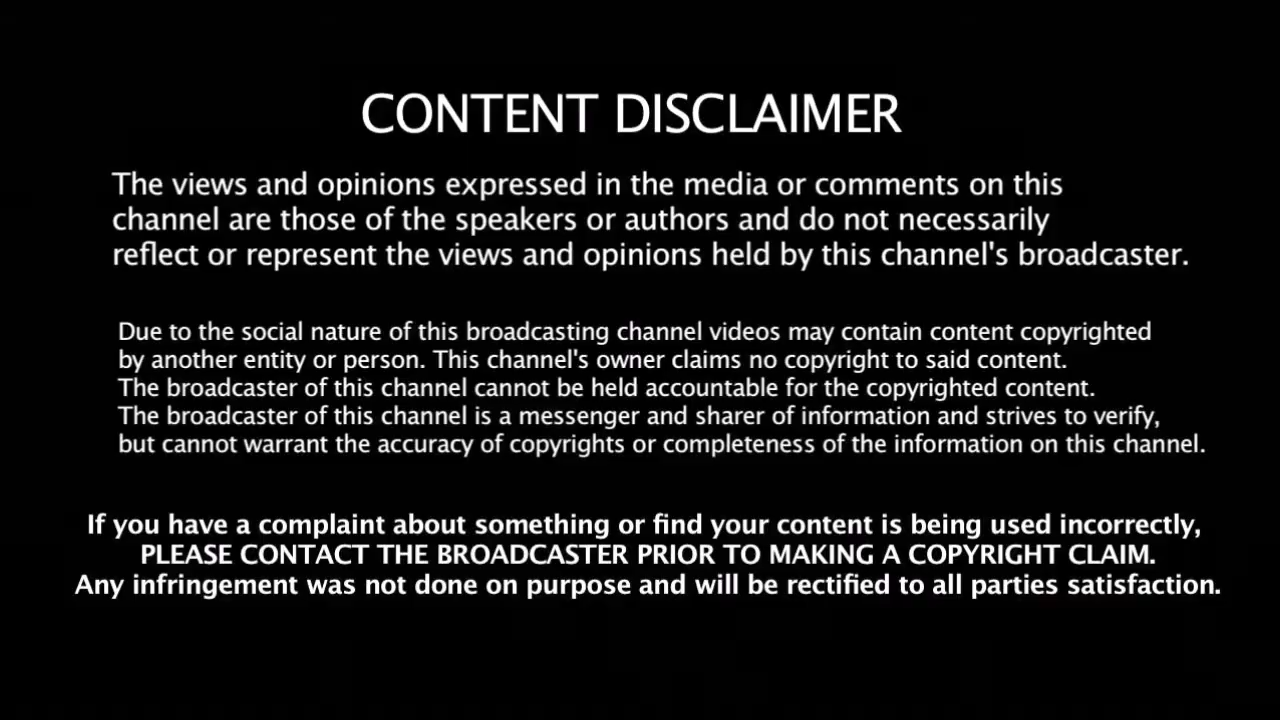 CONTENT DISCLAIMER
The views and opinions expressed in the media or comments on this
channel are those of the speakers or authors and do not necessarily
reflect or represent the views and opinions held by this channel's broadcaster.
Due to the social nature of this broadcasting channel videos may contain content copyrighted
by another entity or person. This channel's owner claims no copyright to said content.
The broadcaster of this channel cannot be held accountable for the copyrighted content.
The broadcaster of this channel is a messenger and sharer of information and strives to verify,
but cannot warrant the accuracy of copyrights or completeness of the information on this channel.
If you have a complaint about something or find your content is being used incorrectly,
PLEASE CONTACT THE BROADCASTER PRIOR TO MAKING A COPYRIGHT CLAIM.
Any infringement was not done on purpose and will be rectified to all parties satisfaction.